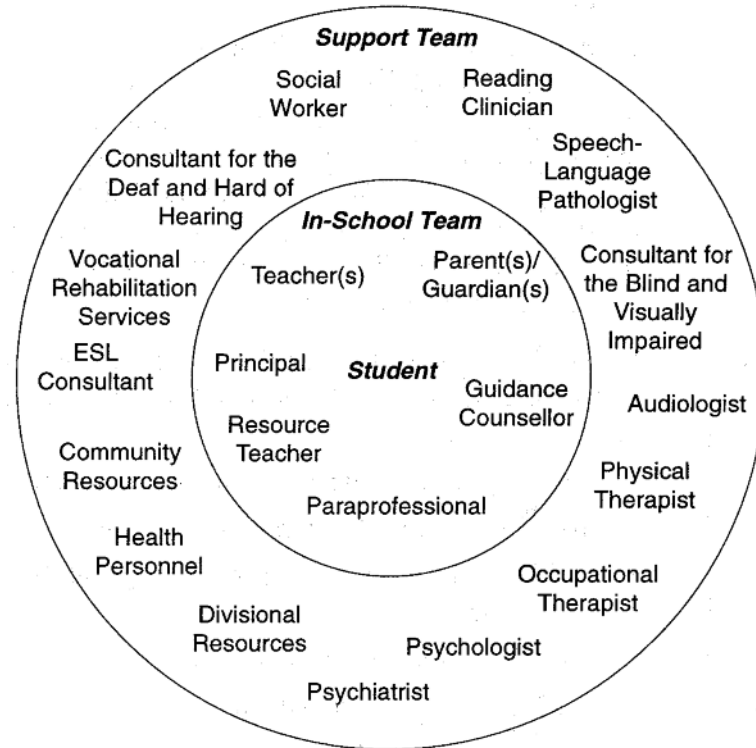 Support Team
Social
Worker
Reading
Clinician
Speech-
Language
Pathologist
Consultant for the
Deaf and Hard of
Hearing
In-School Team
Vocational
Rehabilitation
Services
Teacher(s)
Parent(s)/
Guardian(s)
Consultant for
the Blind and
Visually
Impaired
ESL
Consultant
Principal
Student
Guidance
Counsellor
Audiologist
Resource
Teacher
Community
Resources
Physical
Therapist
Paraprofessional
Health
Personnel
Occupational
Therapist
Divisional
Resources
Psychologist
Psychiatrist